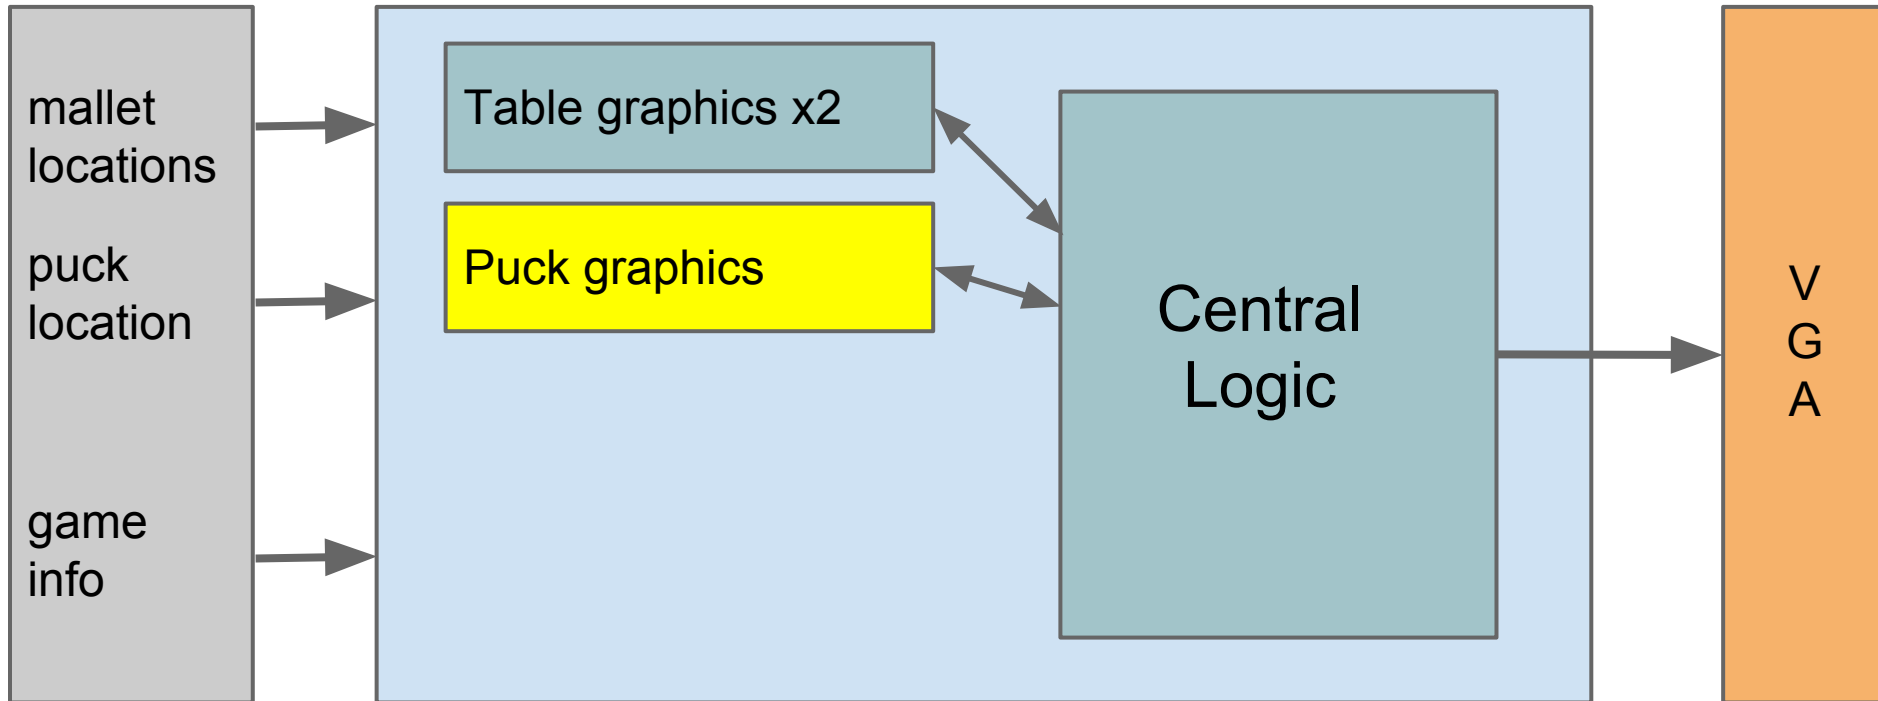 mallet
locations
puck
location
game
info
Table graphics x2
Puck graphics
Central
Logic
V
G
A